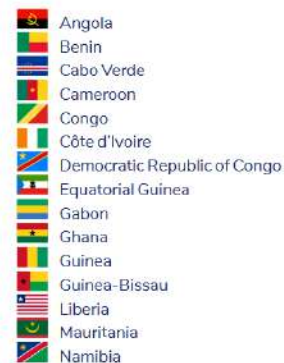 Angola
Benin
Cabo Verde
Cameroon
Congo
Côte d'Ivoire
Democratic Republic of Congo
Equatorial Guinea
Gabon
Ghana
Guinea
Guinea-Bissau
Liberia
Mauritania
Namibia